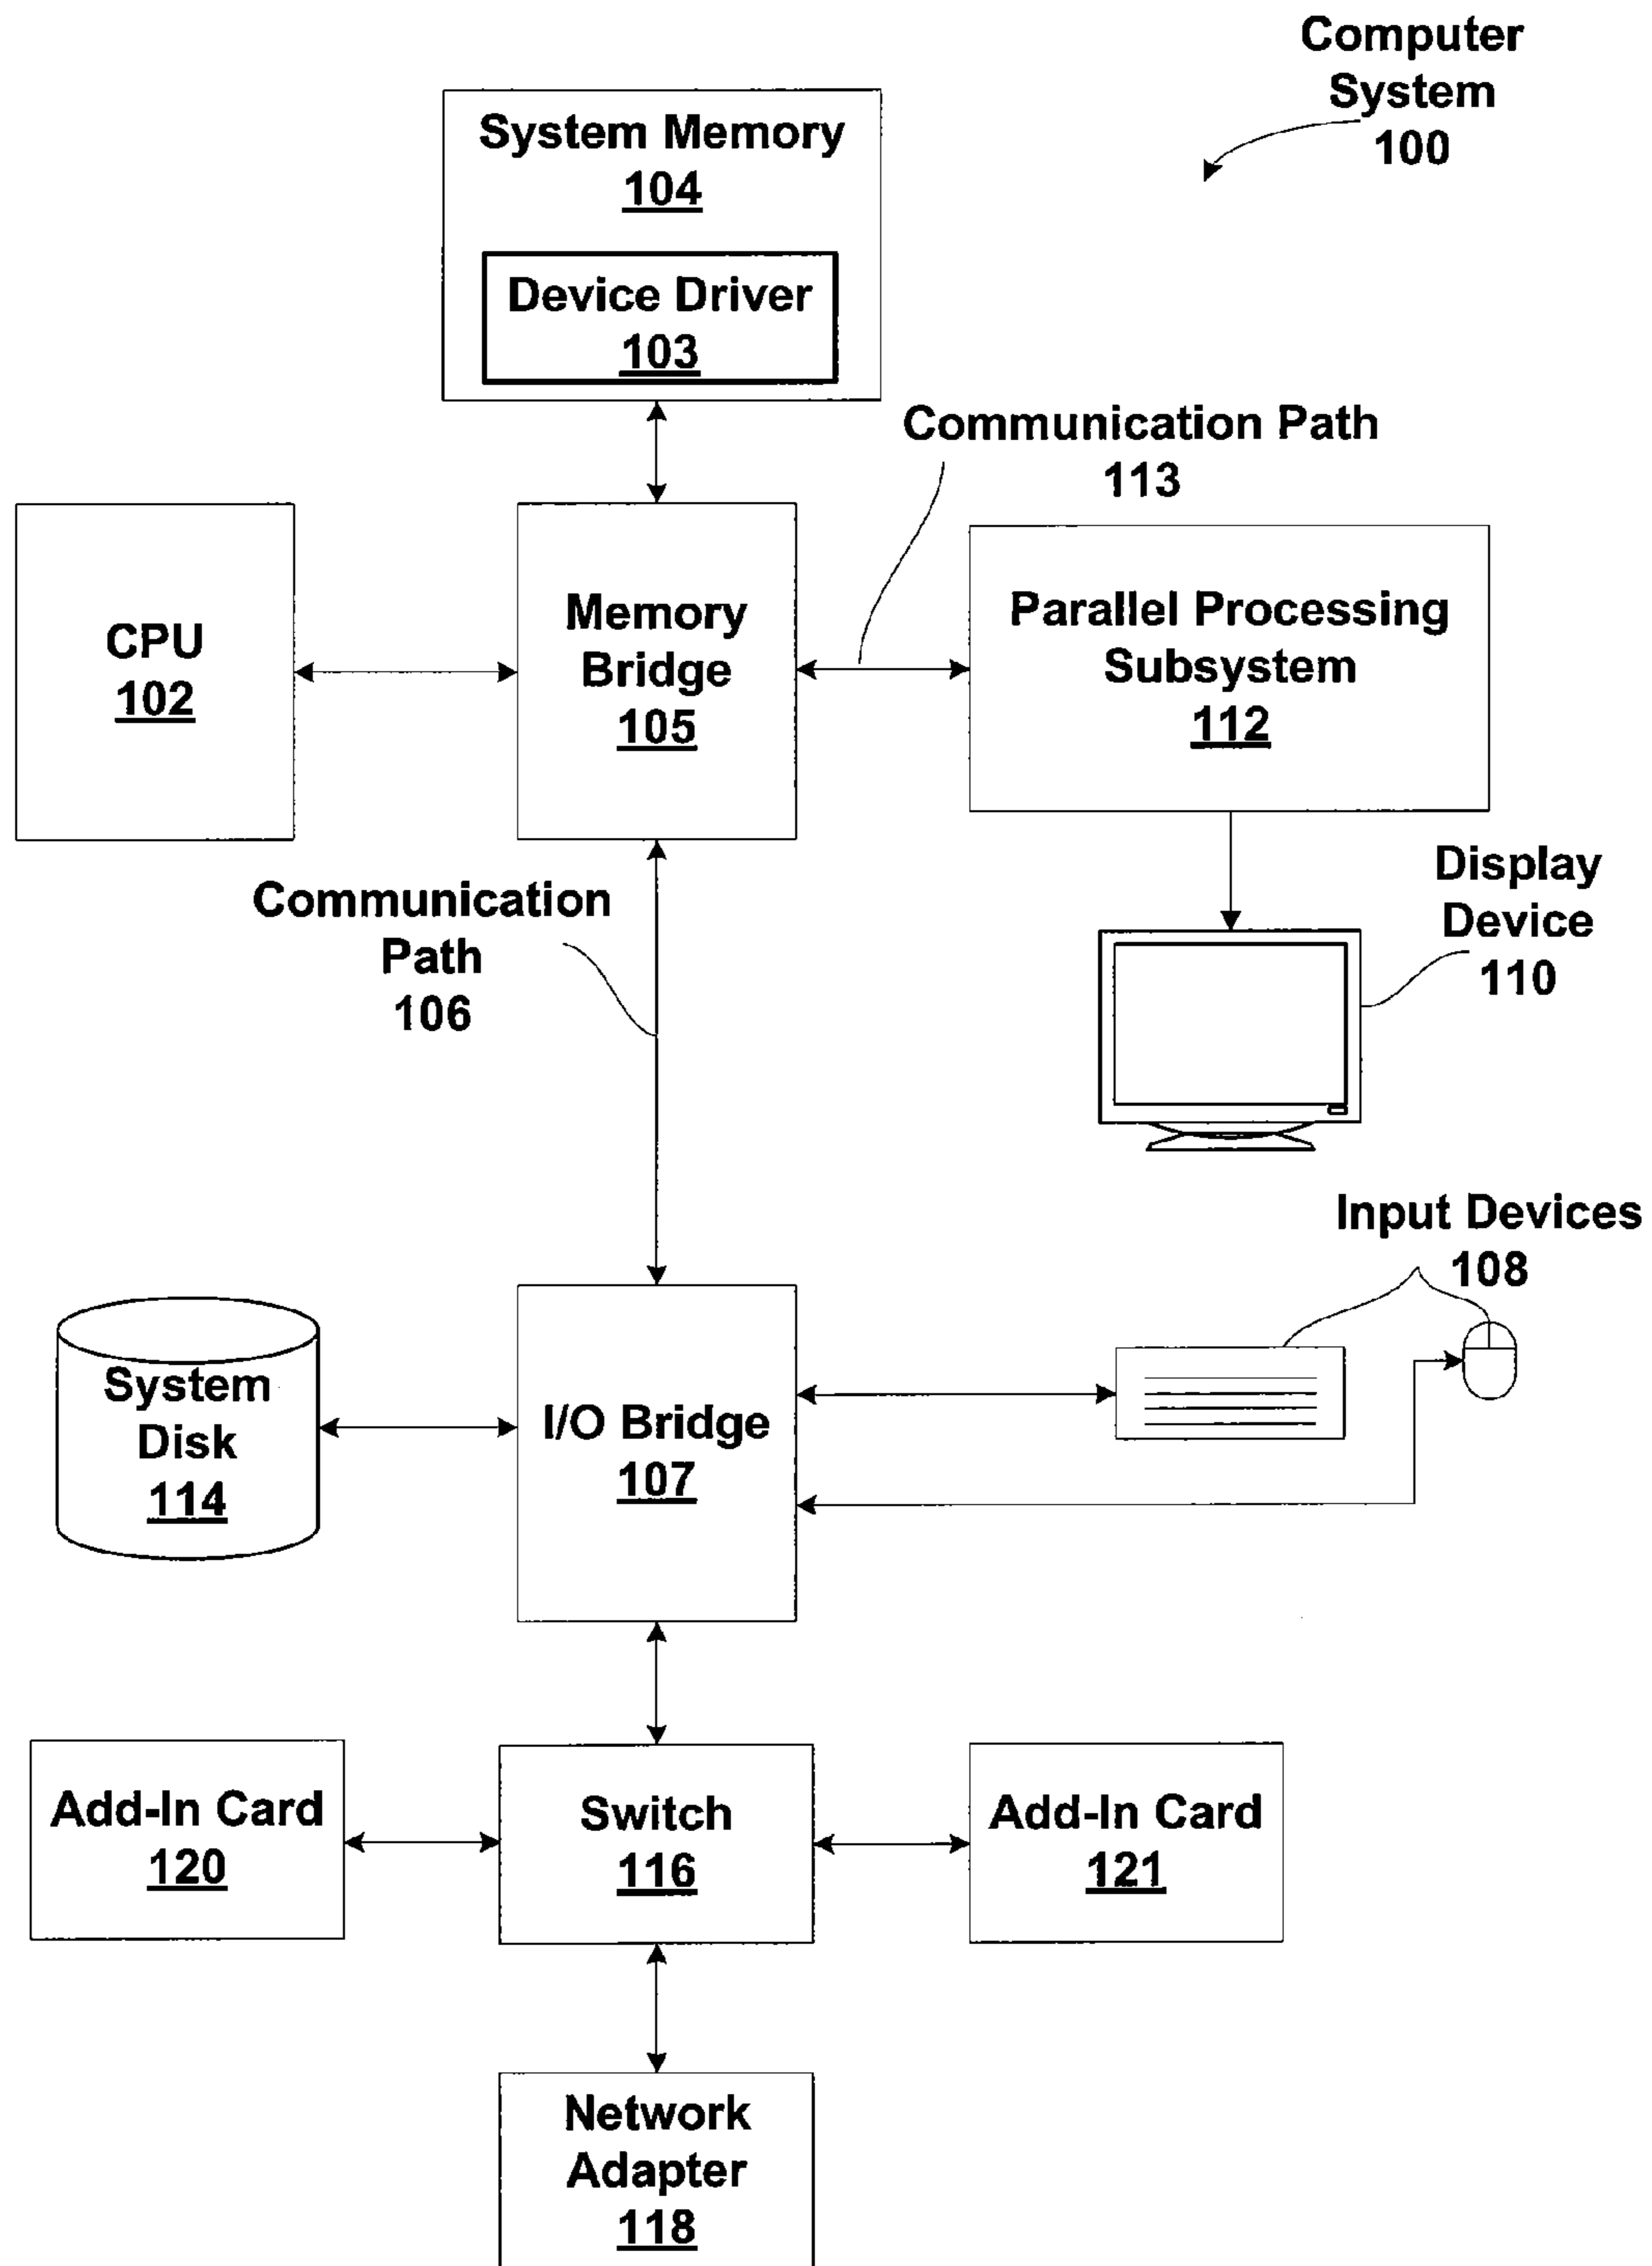 Computer
System
100
System Memory
104
Device Driver
103
Communication Path
113
CPU
102
Memory
Bridge
105
Parallel Processing
Subsystem
112
Communication
Path
106
Display
Device
110
Input Devices
108
System
Disk
114
I/O Bridge
107
Add-In Card
120
Switch
116
Add-In Card
121
Network
Adapter
118